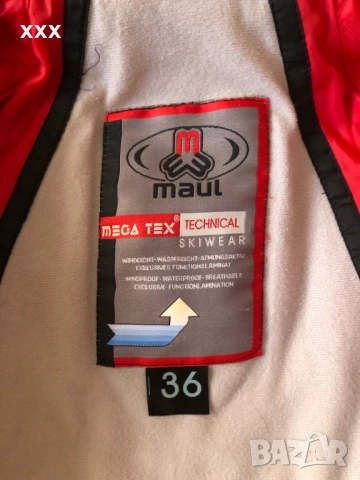 xxx
maul
MEGA TEX® TECHNICAL
SKIWEAR
WINDDICHT·WASSERDICHT·ATMUNGSAKTIV
EXCLUSIVES FUNKTIONSLAMINAT
WINDPROOF·WATERPROOF·BREATHABLE
EXCLUSIVE·FUNCTIONLAMINATION
36
BAZAR